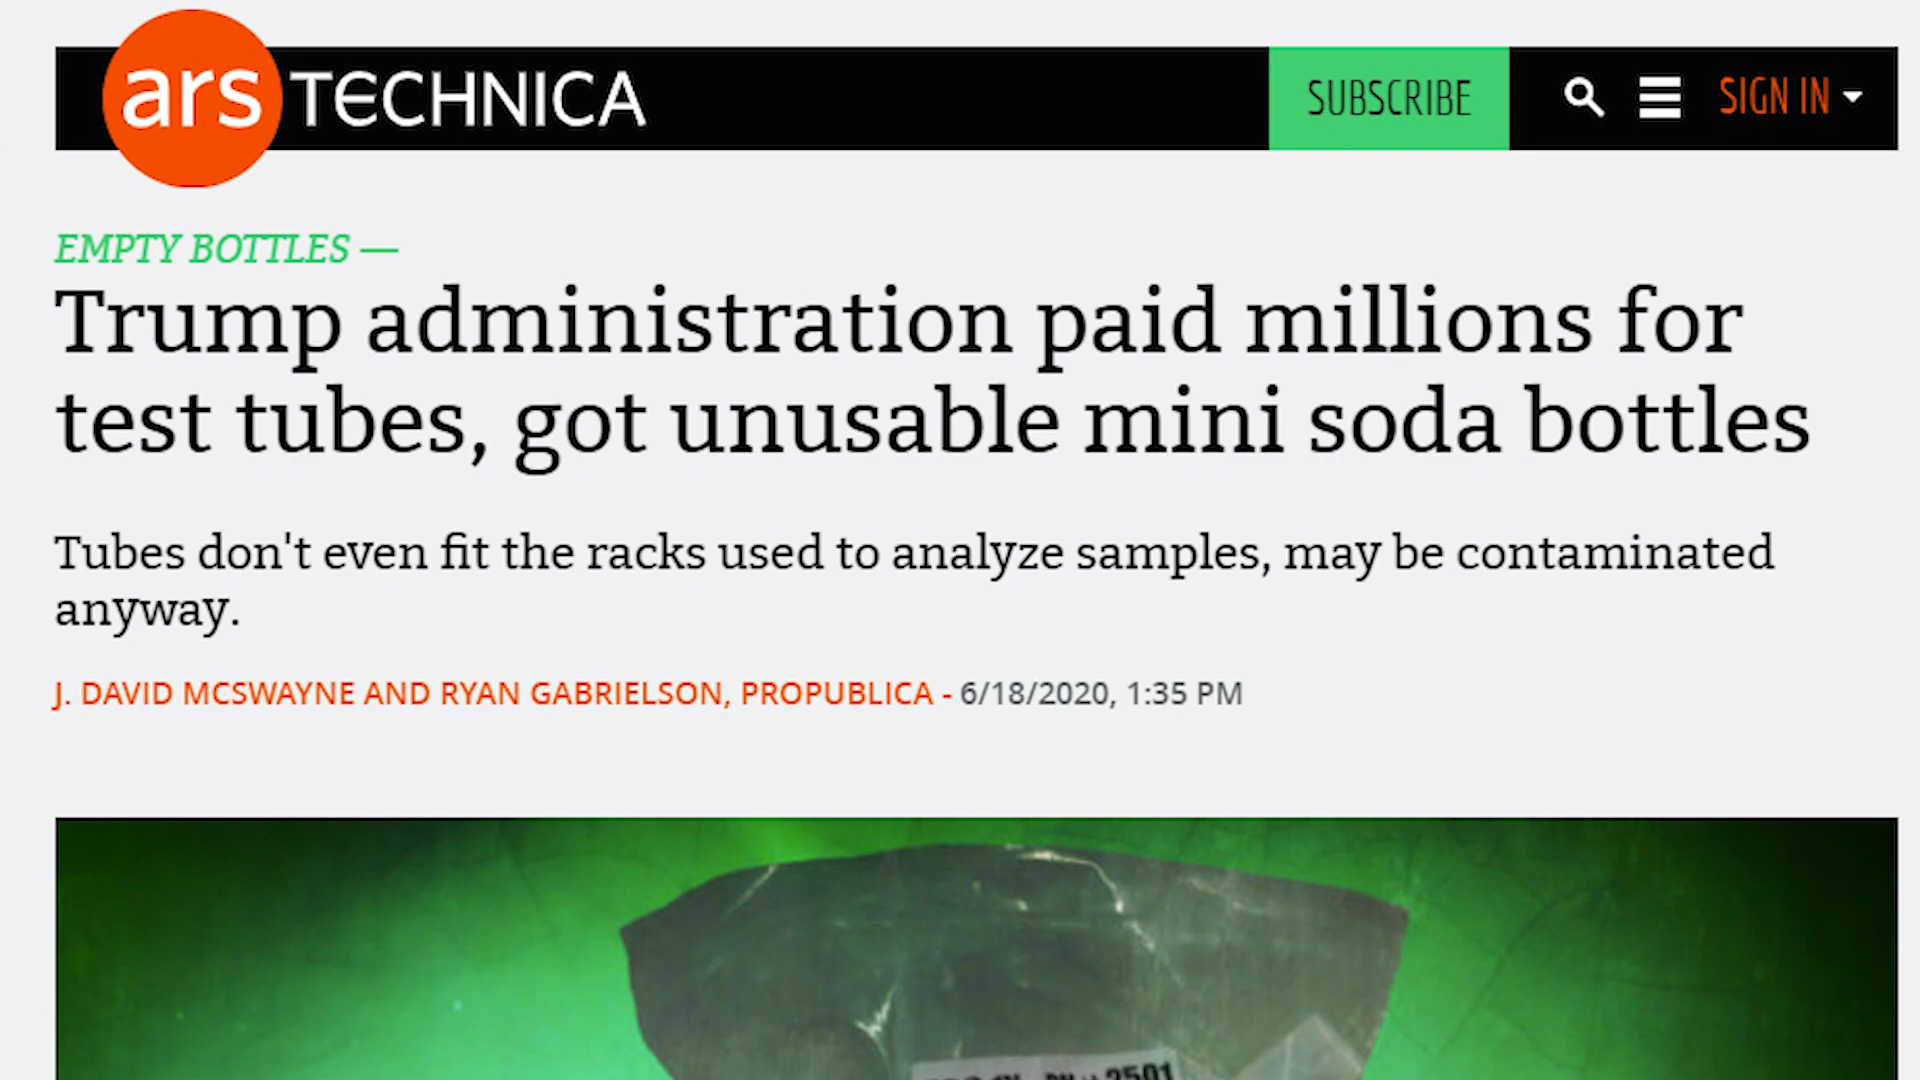 ars TECHNICA
SUBSCRIBE
SIGN IN
EMPTY BOTTLES —
Trump administration paid millions for
test tubes, got unusable mini soda bottles
Tubes don't even fit the racks used to analyze samples, may be contaminated
anyway.
J. DAVID MCSWAYNE AND RYAN GABRIELSON, PROPUBLICA - 6/18/2020, 1:35 PM
2501